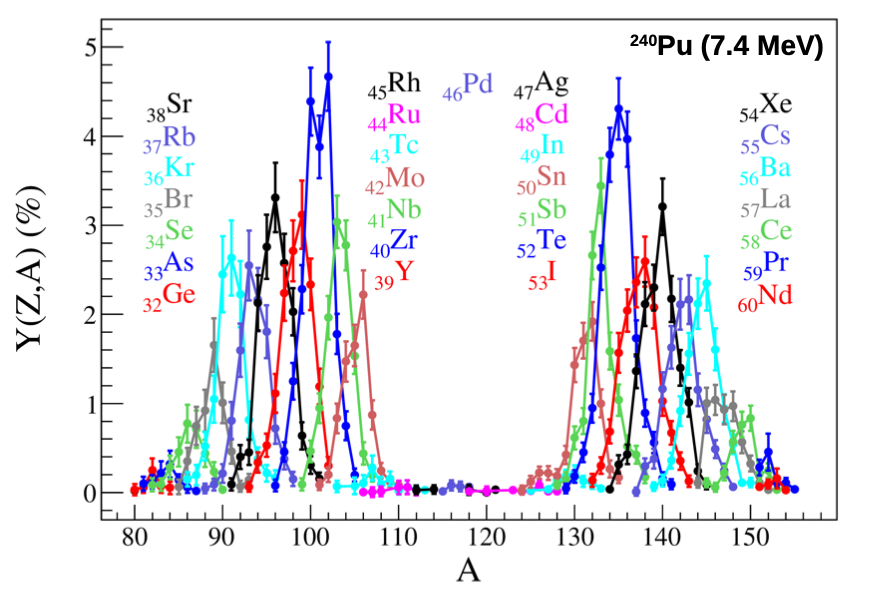 ²⁴⁰Pu (7.4 MeV)
₃₈Sr
₃₇Rb
₃₆Kr
₃₅Br
₃₄Se
₃₃As
₃₂Ge
₄₅Rh
₄₄Ru
₄₃Tc
₄₂Mo
₄₁Nb
₄₀Zr
₃₉Y
₄₆Pd
₄₇Ag
₄₈Cd
₄₉In
₅₀Sn
₅₁Sb
₅₂Te
₅₃I
₅₄Xe
₅₅Cs
₅₆Ba
₅₇La
₅₈Ce
₅₉Pr
₆₀Nd
Y(Z,A) (%)
5
4
3
2
1
0
80 90 100 110 120 130 140 150
A